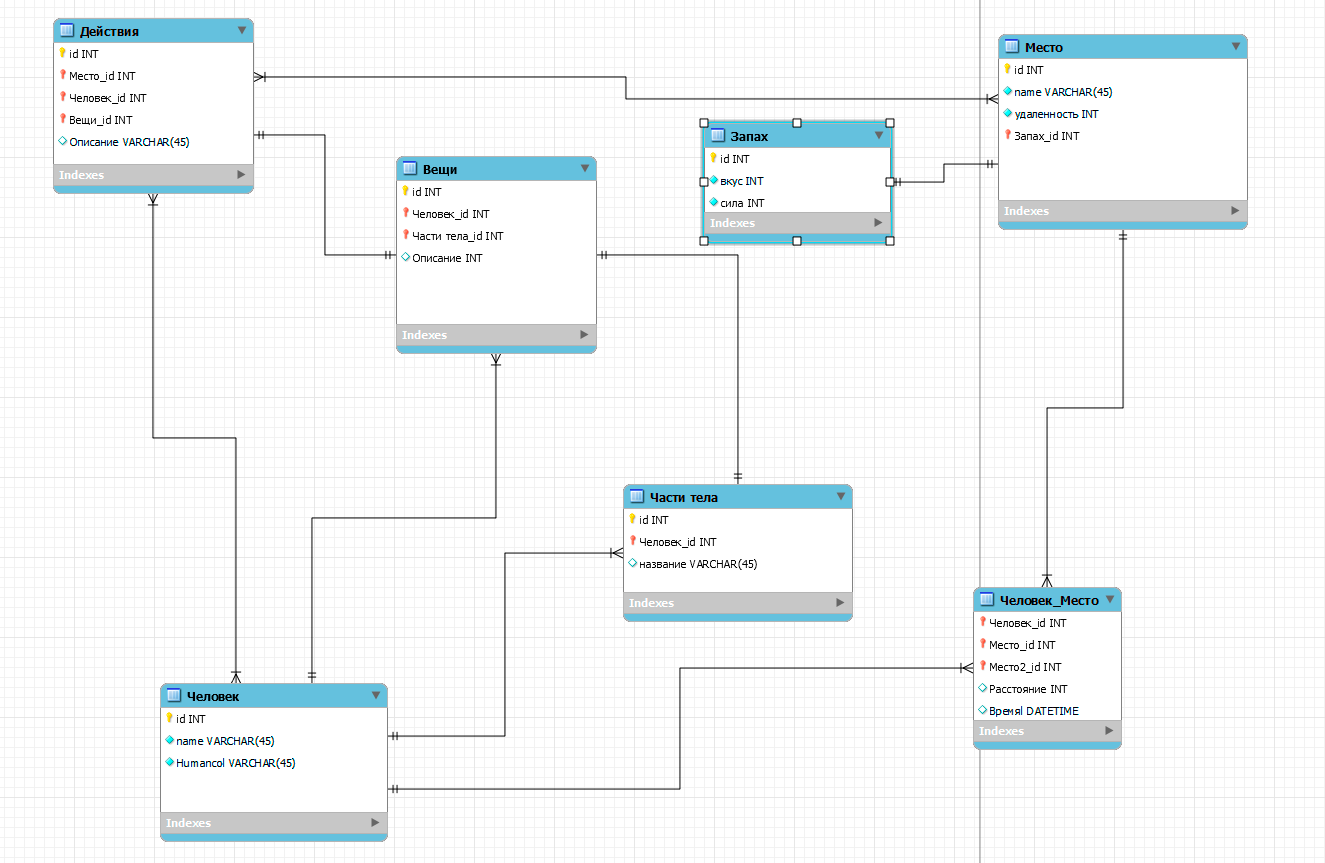 Действия
id INT
Место_id INT
Человек_id INT
Вещи_id INT
Описание VARCHAR(45)
Indexes
Место
id INT
name VARCHAR(45)
удаленность INT
Запах_id INT
Indexes
Запах
id INT
вкус INT
сила INT
Indexes
Вещи
id INT
Человек_id INT
Части тела_id INT
Описание INT
Indexes
Части тела
id INT
Человек_id INT
название VARCHAR(45)
Indexes
Человек_Место
Человек_id INT
Место_id INT
Место2_id INT
Расстояние INT
Времяl DATETIME
Indexes
Человек
id INT
name VARCHAR(45)
Humancol VARCHAR(45)
Indexes